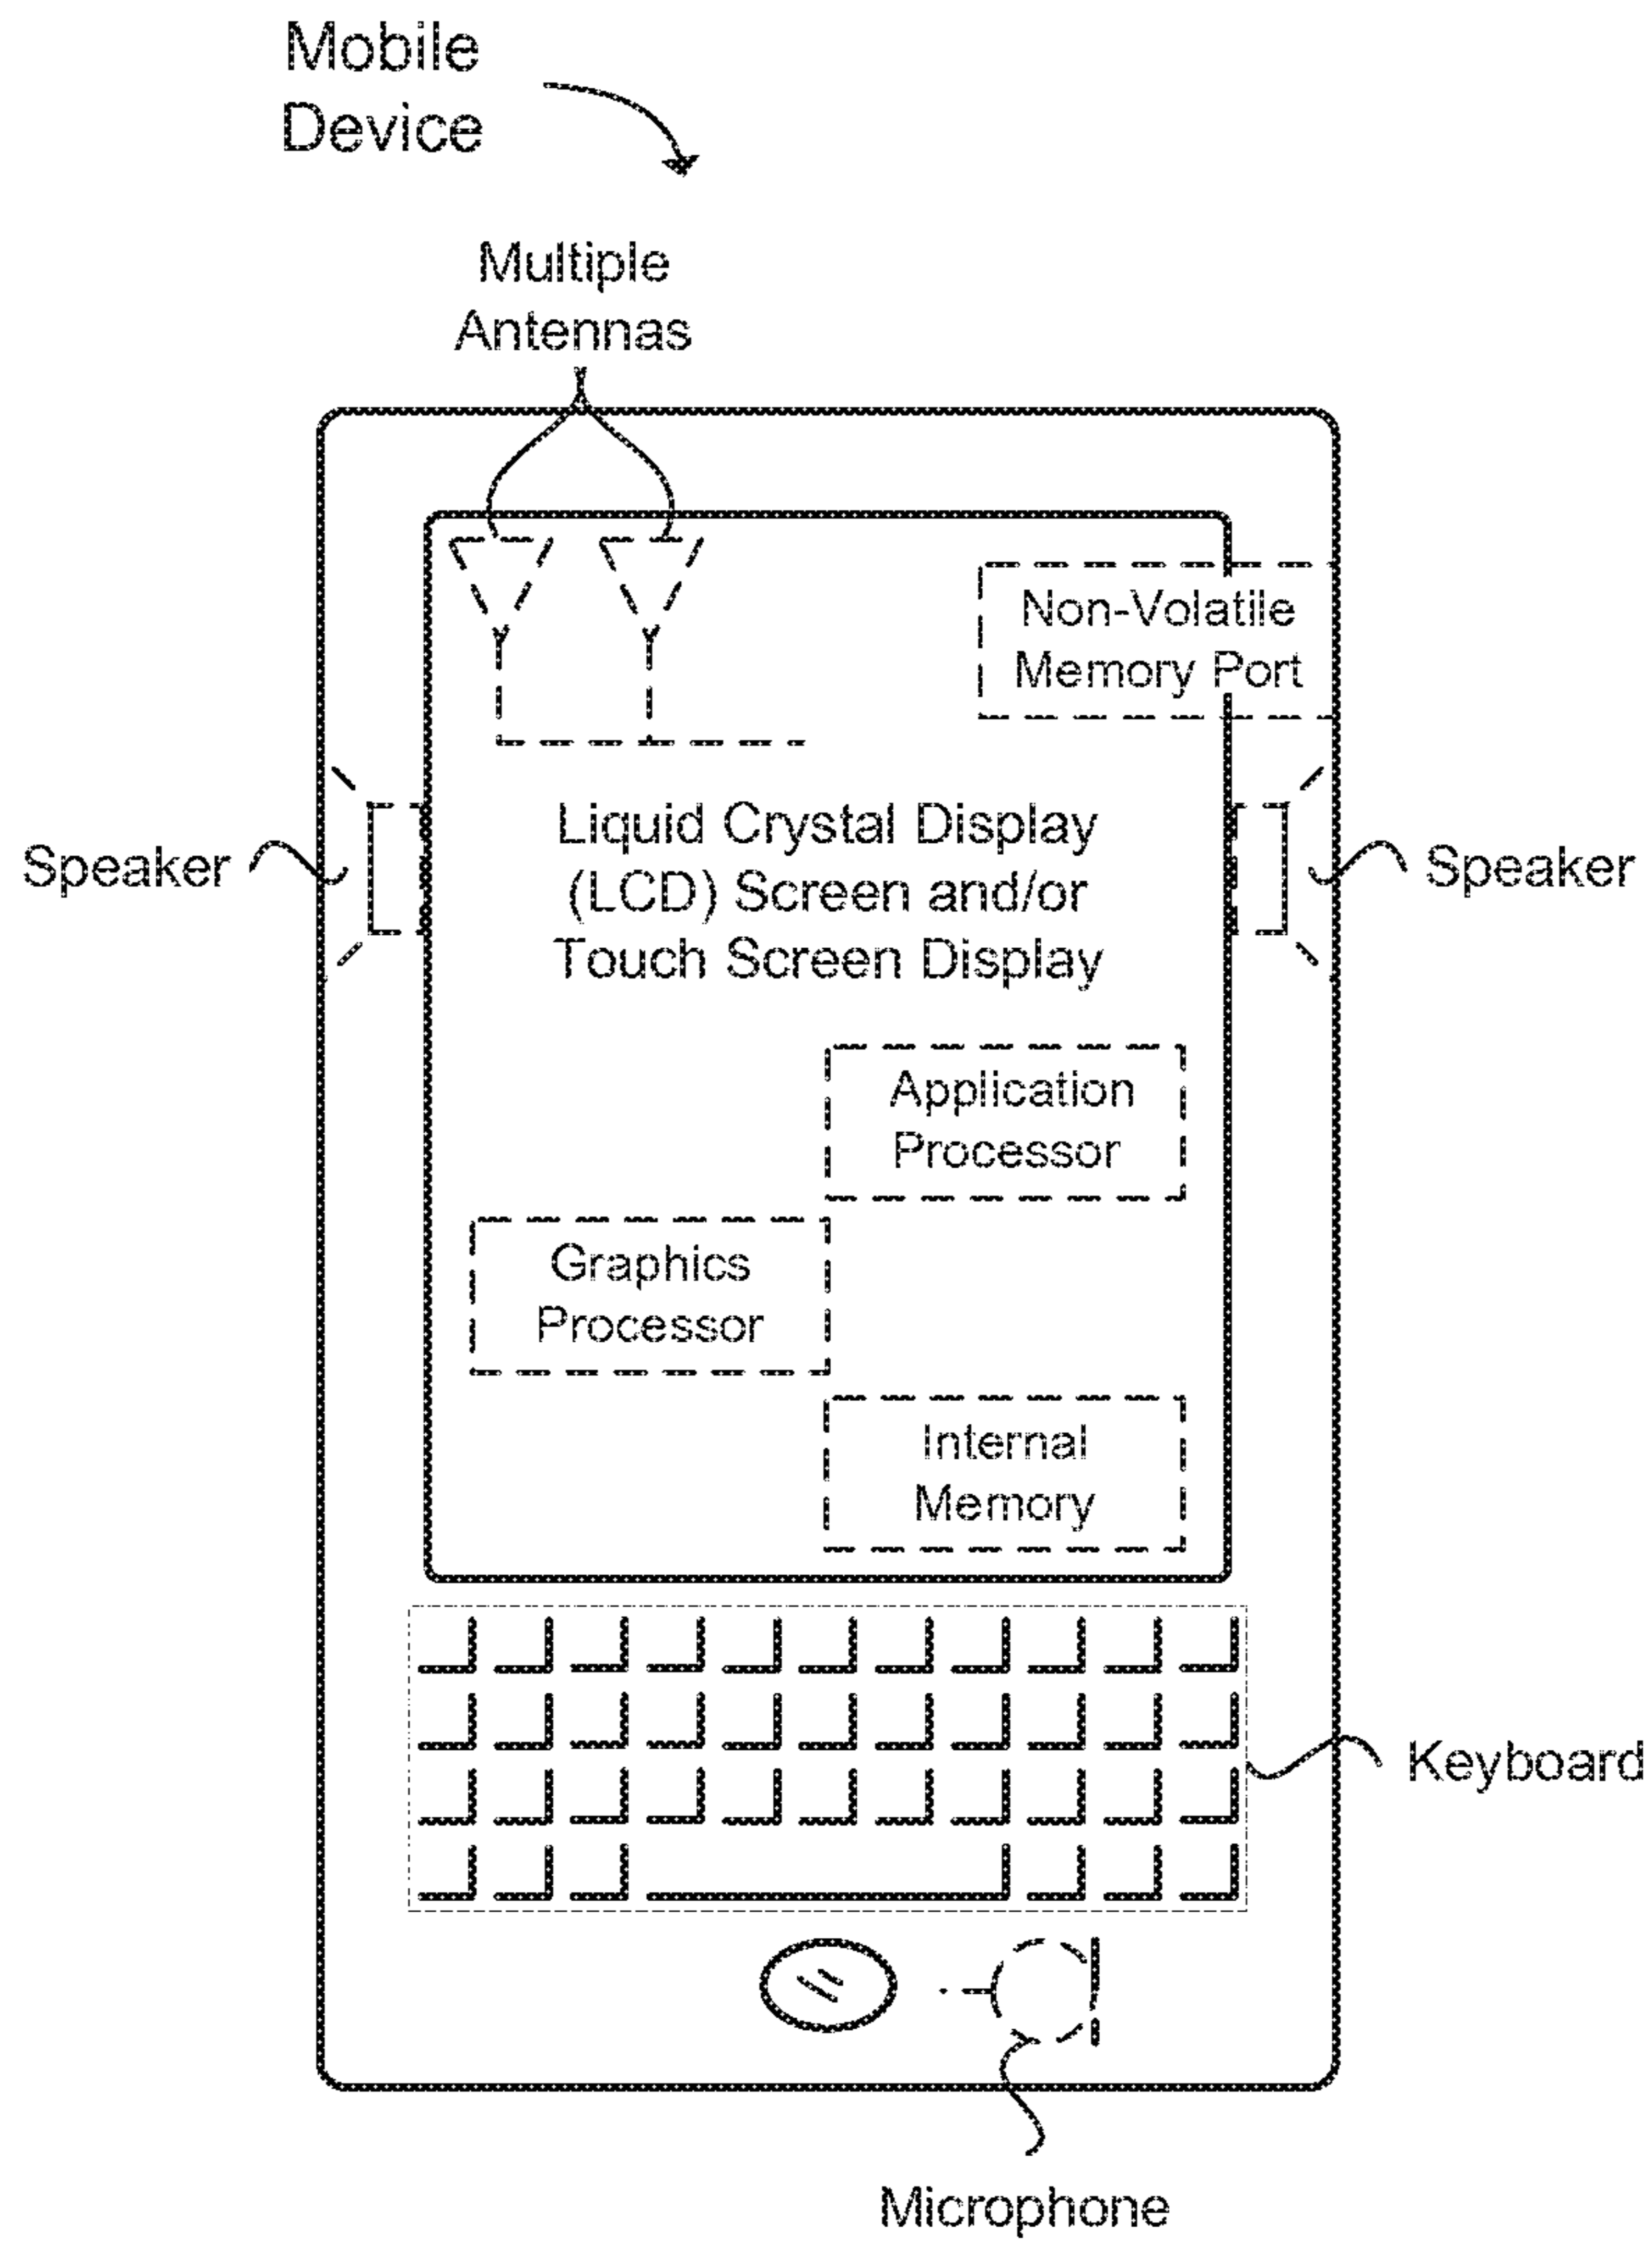 Mobile
Device
Multiple
Antennas
Non-Volatile
Memory Port
Speaker
Liquid Crystal Display
(LCD) Screen and/or
Touch Screen Display
Speaker
Application
Processor
Graphics
Processor
Internal
Memory
Keyboard
Microphone